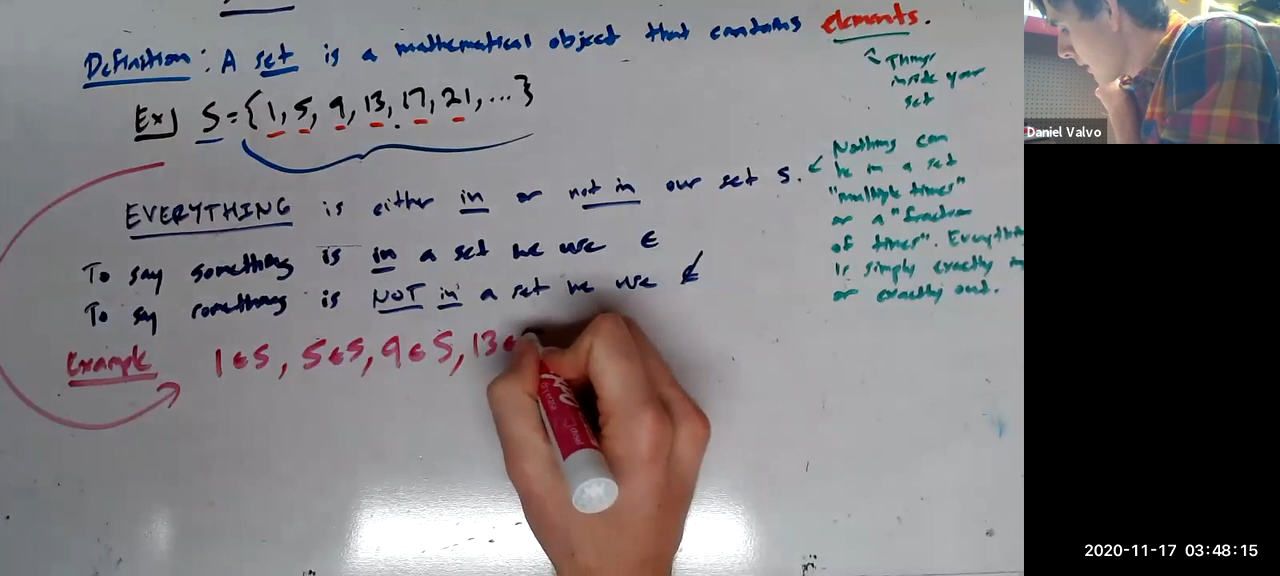 Definition: A set is a mathematical object that contains elements.
^ Things
inside your
set
Ex] S = {1, 5, 9, 13, 17, 21, ...}
EVERYTHING is either in or not in our set S.
Nothing can
be in a set
"multiple times"
or a "fraction
of times". Everything
is simply exactly in
or exactly out.
To say something is in a set we use ∈
To say something is NOT in a set we use ∉
Example 1 ∈ S, 5 ∈ S, 9 ∈ S, 13 ∈
Daniel Valvo
2020-11-17 03:48:15